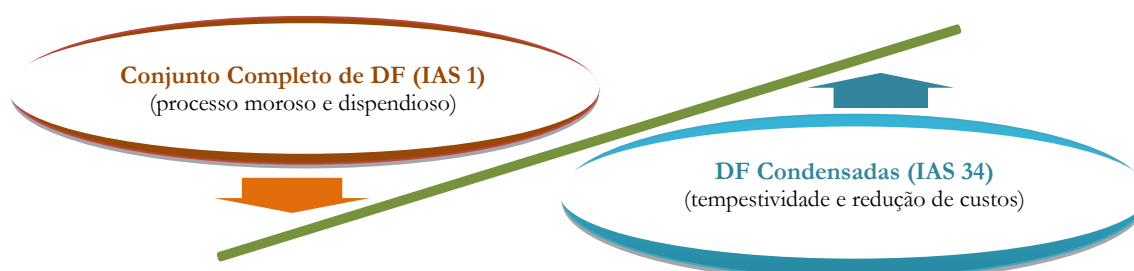 Conjunto Completo de DF (IAS 1)
(processo moroso e dispendioso)
DF Condensadas (IAS 34)
(tempestividade e redução de custos)